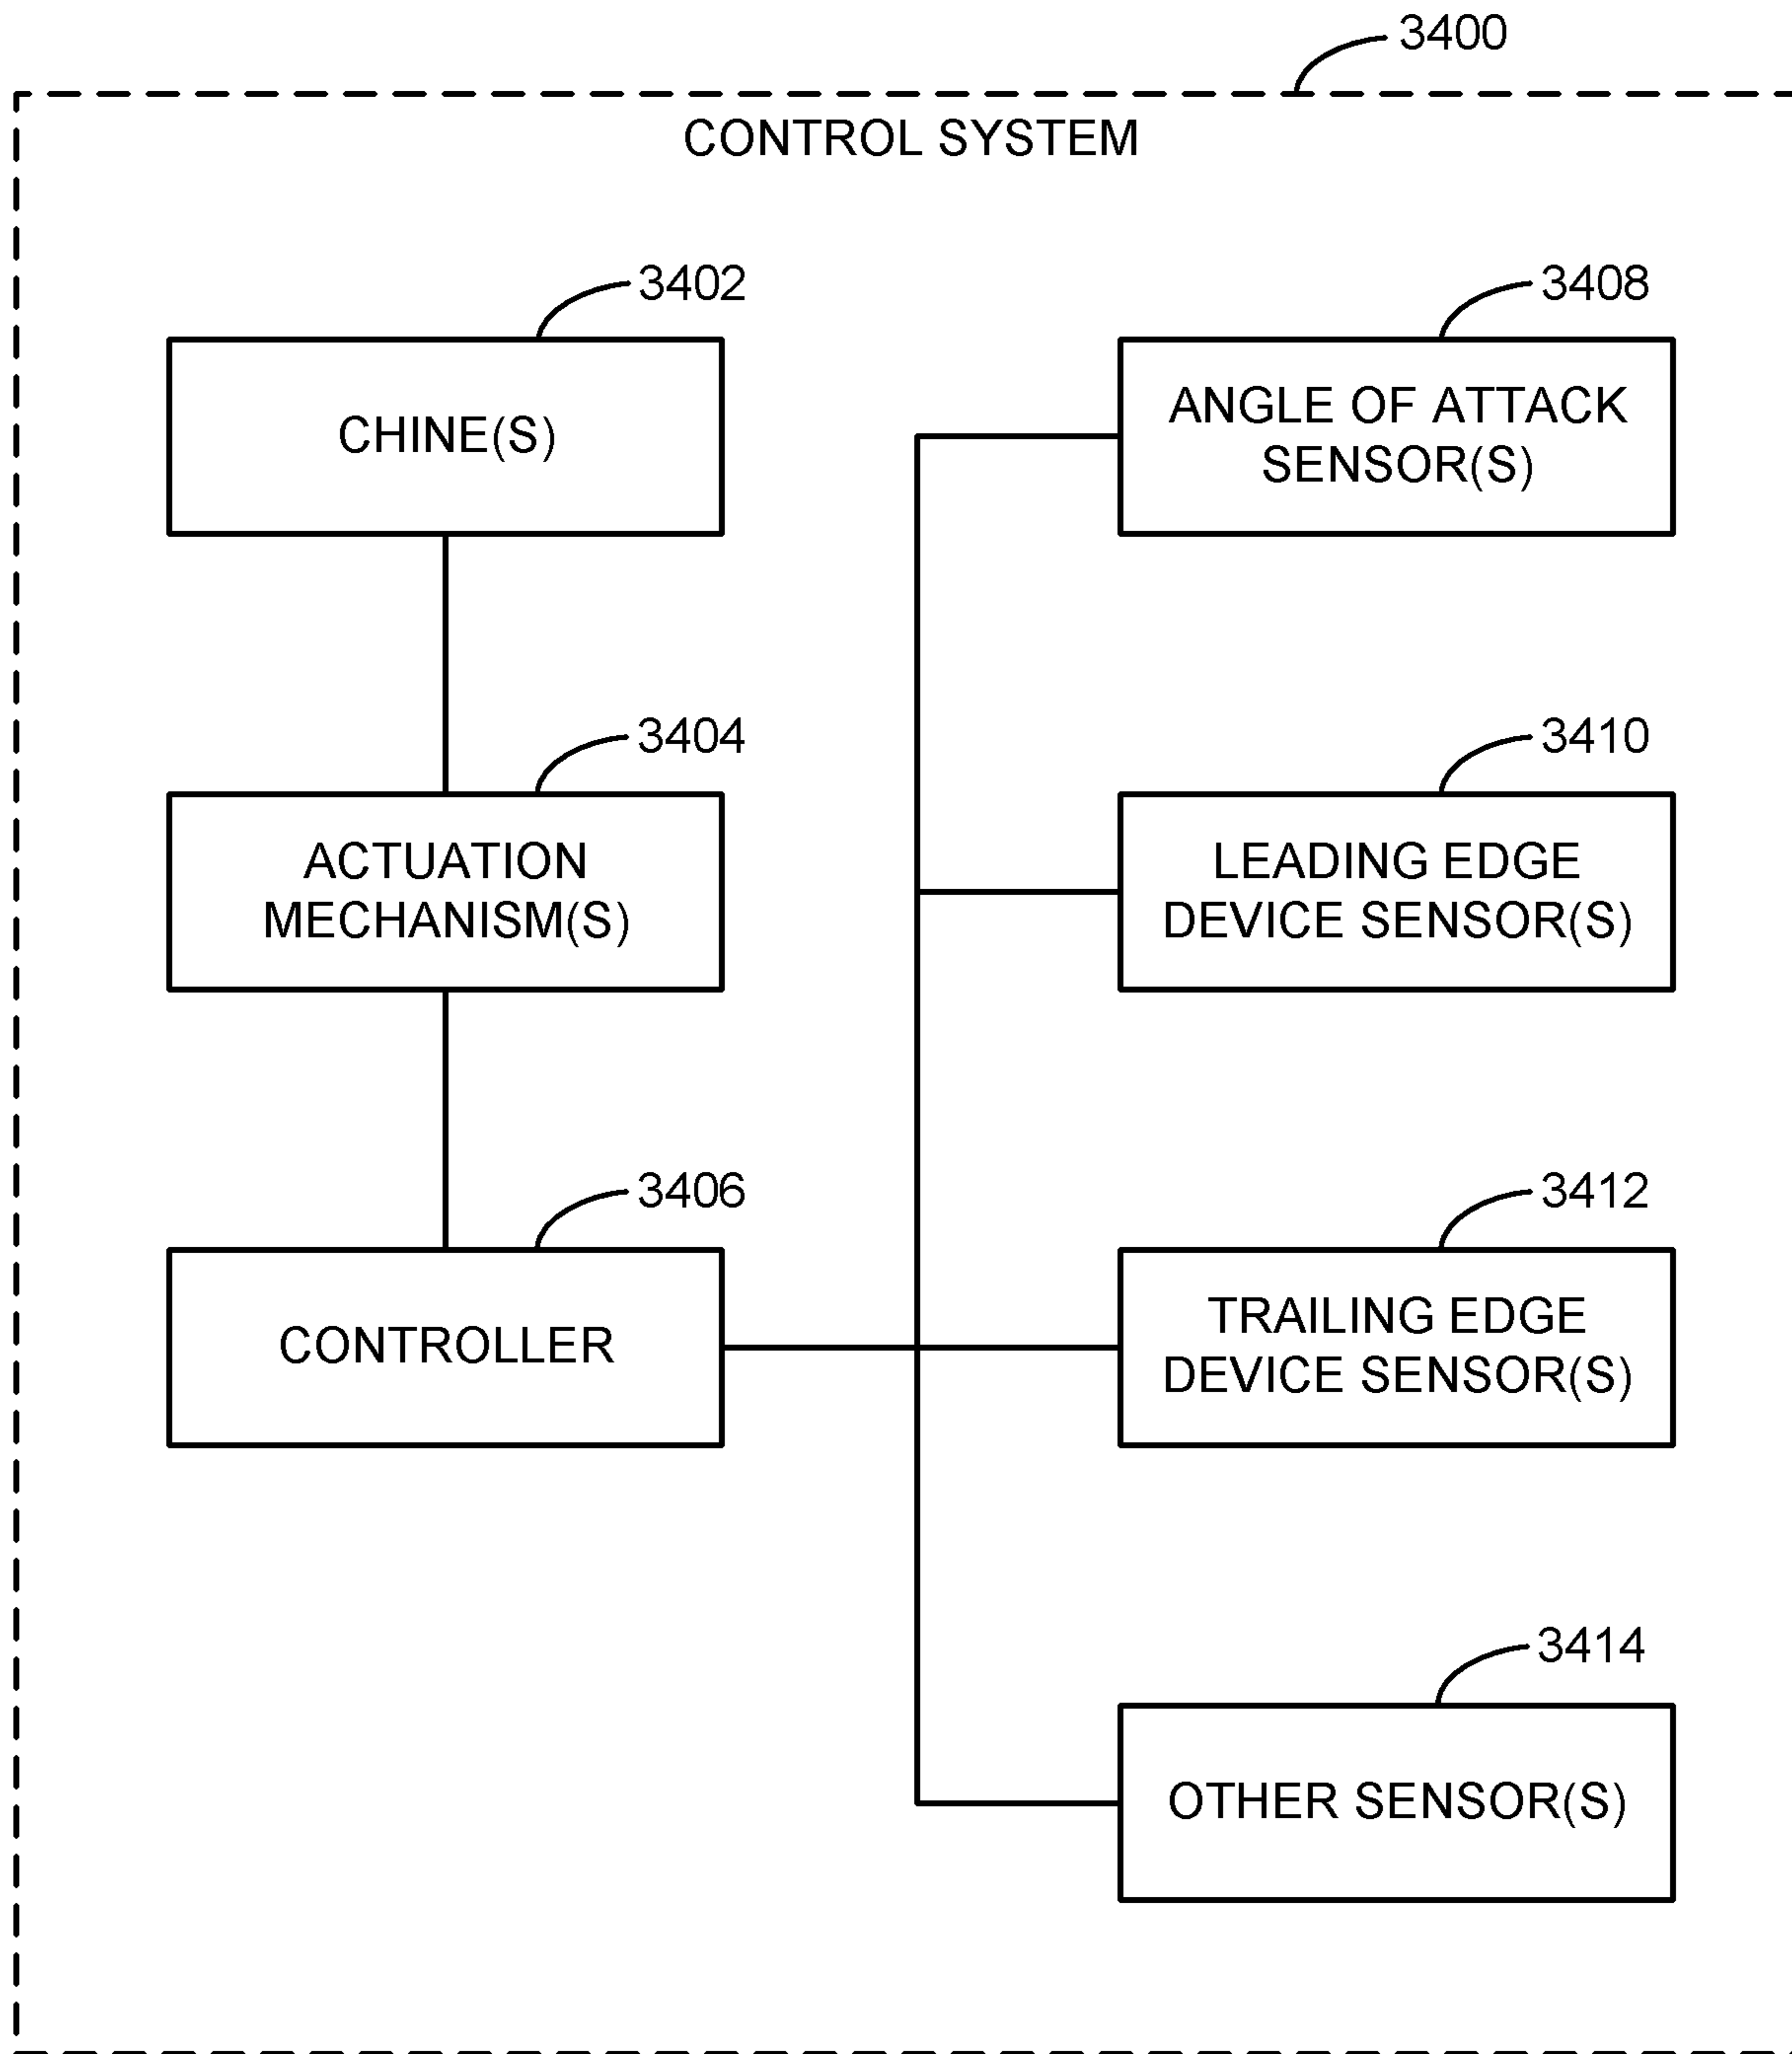 3400
CONTROL SYSTEM
3402
CHINE(S)
3404
ACTUATION
MECHANISM(S)
3406
CONTROLLER
3408
ANGLE OF ATTACK
SENSOR(S)
3410
LEADING EDGE
DEVICE SENSOR(S)
3412
TRAILING EDGE
DEVICE SENSOR(S)
3414
OTHER SENSOR(S)